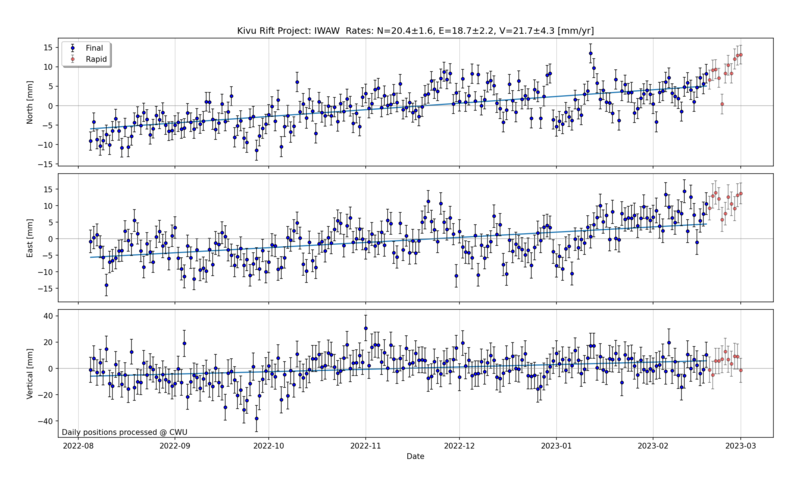 Kivu Rift Project: IWAW  Rates: N=20.4±1.6, E=18.7±2.2, V=21.7±4.3 [mm/yr]
Final
Rapid
North [mm]
15
10
5
0
−5
−10
−15
East [mm]
15
10
5
0
−5
−10
−15
Vertical [mm]
40
20
0
−20
−40
Daily positions processed @ CWU
2022-08 2022-09 2022-10 2022-11 2022-12 2023-01 2023-02 2023-03
Date